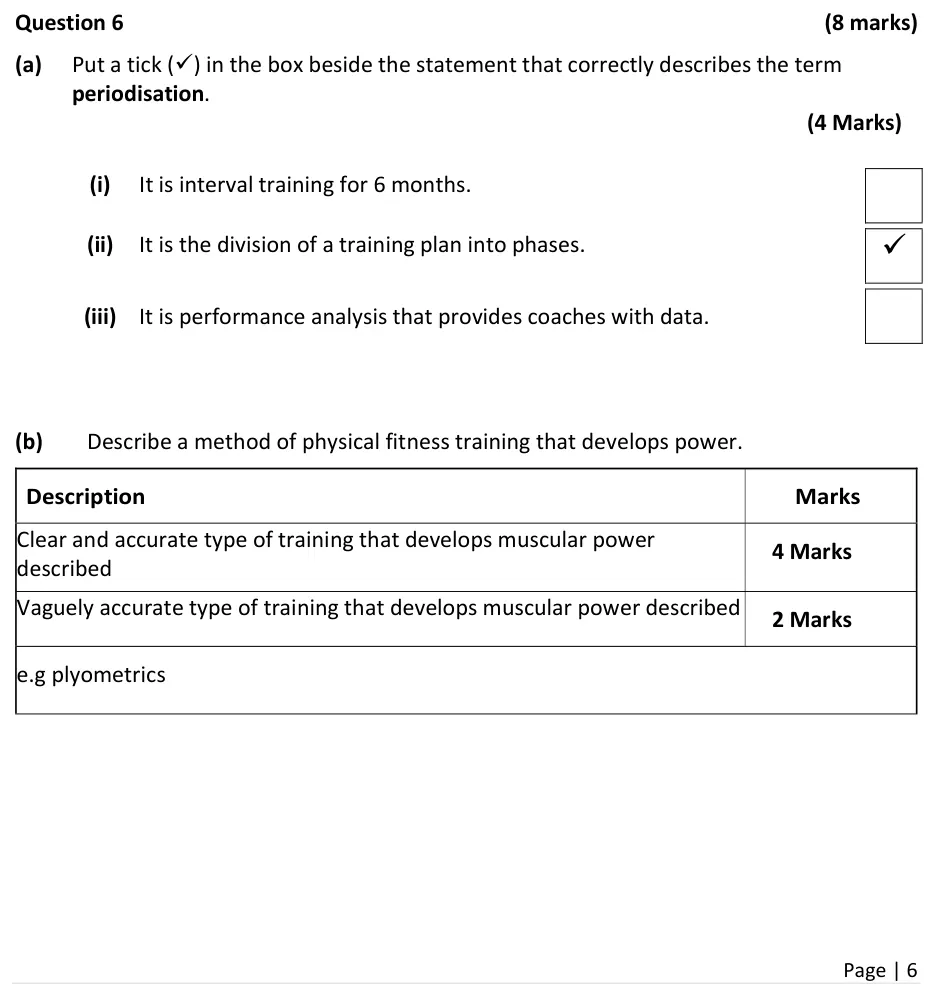 Question 6 (8 marks)
(a) Put a tick (✓) in the box beside the statement that correctly describes the term
periodisation.
(4 Marks)
(i) It is interval training for 6 months.
(ii) It is the division of a training plan into phases. ✓
(iii) It is performance analysis that provides coaches with data.
(b) Describe a method of physical fitness training that develops power.
Description Marks
Clear and accurate type of training that develops muscular power
described
4 Marks
Vaguely accurate type of training that develops muscular power described
2 Marks
e.g plyometrics
Page | 6